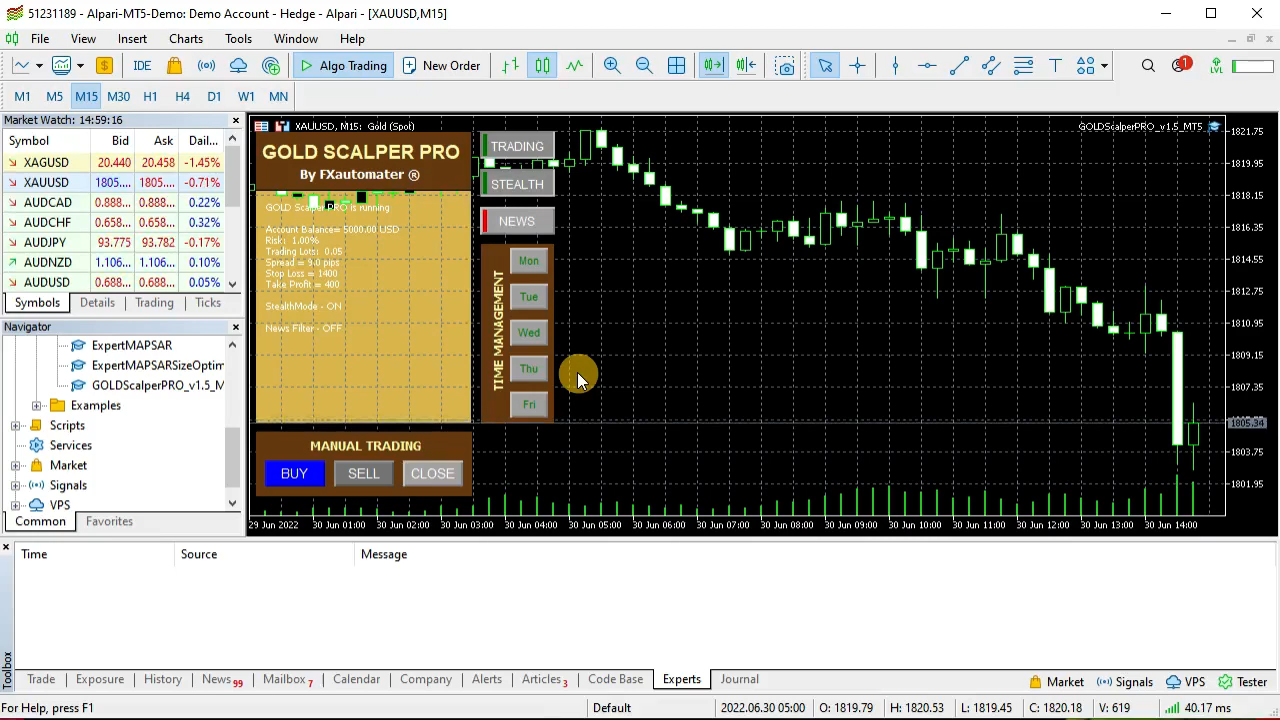 51231189 - Alpari-MT5-Demo: Demo Account - Hedge - Alpari - [XAUUSD,M15]
File View Insert Charts Tools Window Help
IDE Algo Trading New Order 1 LVL
M1 M5 M15 M30 H1 H4 D1 W1 MN
Market Watch: 14:59:16
Symbol Bid Ask Dail...
XAGUSD 20.440 20.458 -1.45%
XAUUSD 1805.... 1805.... -0.71%
AUDCAD 0.888... 0.888... 0.22%
AUDCHF 0.658... 0.658... 0.32%
AUDJPY 93.775 93.782 -0.17%
AUDNZD 1.106... 1.106... 0.10%
AUDUSD 0.688... 0.688... 0.05%
Symbols Details Trading Ticks
Navigator
ExpertMAPSAR
ExpertMAPSARSizeOptim
GOLDScalperPRO_v1.5_M
Examples
Scripts
Services
Market
Signals
VPS
Common Favorites
XAUUSD, M15: Gold (Spot)
GOLDScalperPRO_v1.5_MT5
GOLD SCALPER PRO
By FXautomater ®
GOLD Scalper PRO is running
Account Balance= 5000.00 USD
Risk: 1.00%
Trading Lots: 0.05
Spread = 9.0 pips
Stop Loss = 1400
Take Profit = 400
StealthMode - ON
News Filter - OFF
TRADING
STEALTH
NEWS
TIME MANAGEMENT
Mon
Tue
Wed
Thu
Fri
MANUAL TRADING
BUY SELL CLOSE
1821.75
1819.95
1818.15
1816.35
1814.55
1812.75
1810.95
1809.15
1807.35
1805.34
1803.75
1801.95
29 Jun 2022 30 Jun 01:00 30 Jun 02:00 30 Jun 03:00 30 Jun 04:00 30 Jun 05:00 30 Jun 06:00 30 Jun 07:00 30 Jun 08:00 30 Jun 09:00 30 Jun 10:00 30 Jun 11:00 30 Jun 12:00 30 Jun 13:00 30 Jun 14:00
Time Source Message
Toolbox
Trade Exposure History News 99 Mailbox 7 Calendar Company Alerts Articles 3 Code Base Experts Journal
Market Signals VPS Tester
For Help, press F1 Default 2022.06.30 05:00 O: 1819.79 H: 1820.53 L: 1819.45 C: 1820.18 V: 619 40.17 ms